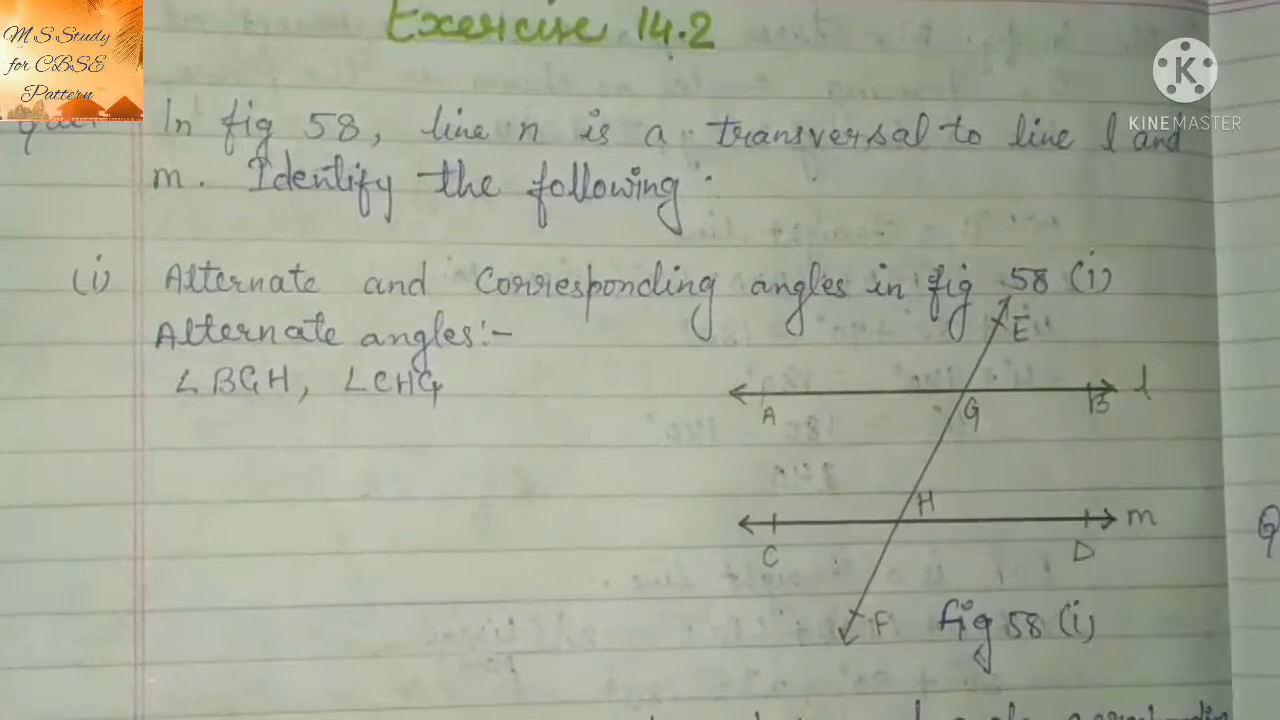 M S Study
for CBSE
Pattern
Exercise 14.2
KINEMASTER
In fig 58, line n is a transversal to line l and
m. Identify the following:
(i) Alternate and Corresponding angles in fig 58 (i)
Alternate angles:-
∠BGH, ∠CHG
E
l
A
G
B
H
m
C
D
F
fig 58 (i)